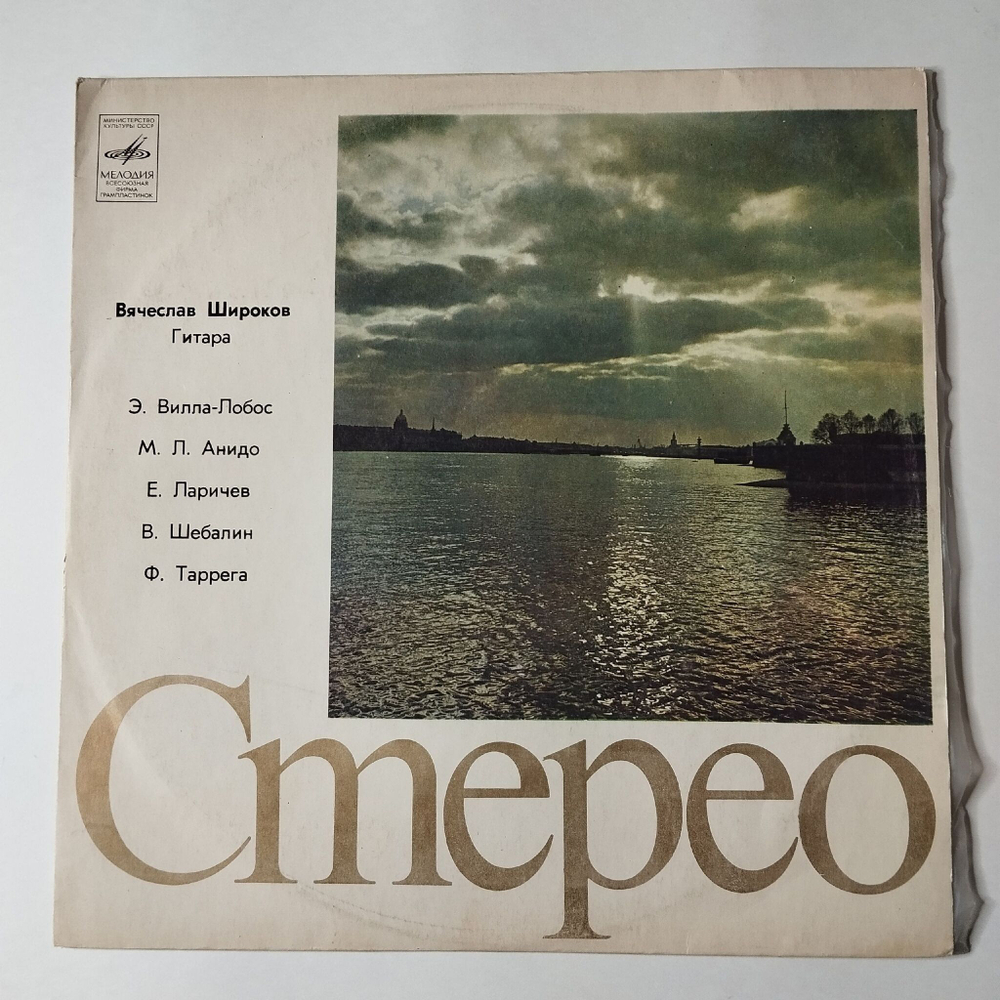 МИНИСТЕРСТВО
КУЛЬТУРЫ СССР
МЕЛОДИЯ
ВСЕСОЮЗНАЯ
ФИРМА
ГРАМПЛАСТИНОК
Вячеслав Широков
Гитара
Э. Вилла-Лобос
М. Л. Анидо
Е. Ларичев
В. Шебалин
Ф. Таррега
Стерео